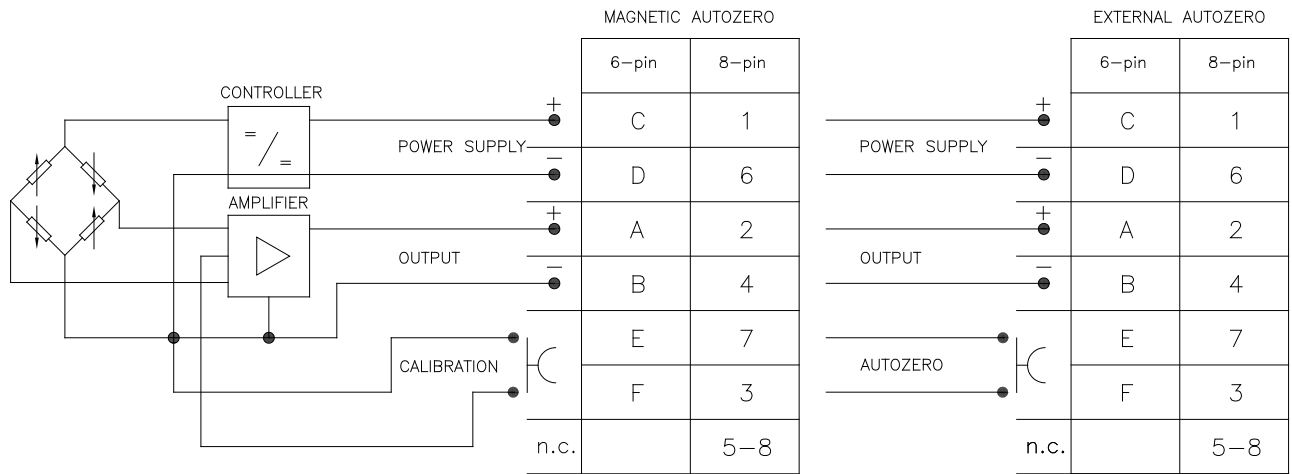 MAGNETIC AUTOZERO EXTERNAL AUTOZERO
6-pin 8-pin 6-pin 8-pin
CONTROLLER
= / =
+ C 1 + C 1
POWER SUPPLY POWER SUPPLY
- D 6 - D 6
AMPLIFIER
+ A 2 + A 2
OUTPUT OUTPUT
- B 4 - B 4
E 7 E 7
CALIBRATION AUTOZERO
F 3 F 3
n.c. 5-8 n.c. 5-8